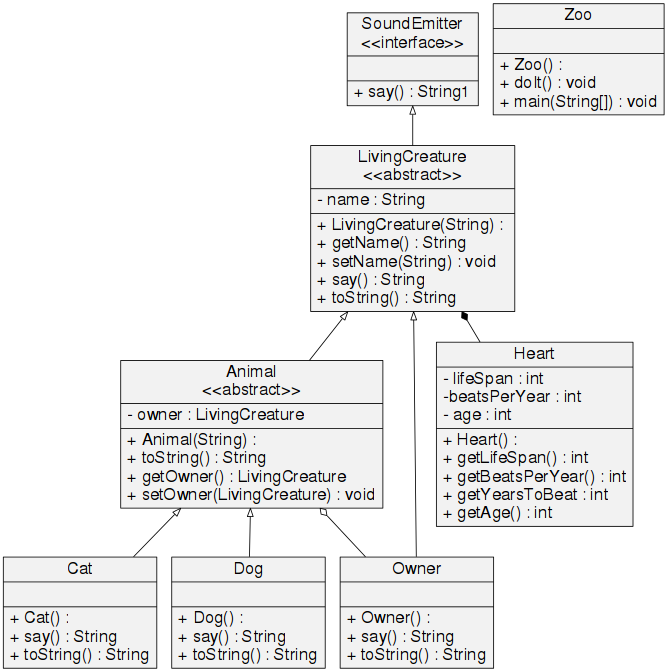 SoundEmitter
<<interface>>
+ say() : String1
Zoo
+ Zoo() :
+ doIt() : void
+ main(String[]) : void
LivingCreature
<<abstract>>
- name : String
+ LivingCreature(String) :
+ getName() : String
+ setName(String) : void
+ say() : String
+ toString() : String
Animal
<<abstract>>
- owner : LivingCreature
+ Animal(String) :
+ toString() : String
+ getOwner() : LivingCreature
+ setOwner(LivingCreature) : void
Heart
- lifeSpan : int
-beatsPerYear : int
- age : int
+ Heart() :
+ getLifeSpan() : int
+ getBeatsPerYear() : int
+ getYearsToBeat : int
+ getAge() : int
Cat
+ Cat() :
+ say() : String
+ toString() : String
Dog
+ Dog() :
+ say() : String
+ toString() : String
Owner
+ Owner() :
+ say() : String
+ toString() : String